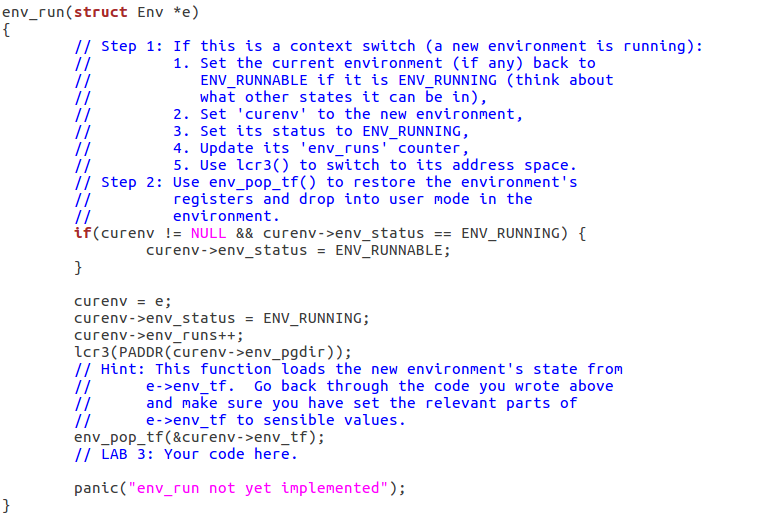 env_run(struct Env *e)
{
        // Step 1: If this is a context switch (a new environment is running):
        //         1. Set the current environment (if any) back to
        //            ENV_RUNNABLE if it is ENV_RUNNING (think about
        //            what other states it can be in),
        //         2. Set 'curenv' to the new environment,
        //         3. Set its status to ENV_RUNNING,
        //         4. Update its 'env_runs' counter,
        //         5. Use lcr3() to switch to its address space.
        // Step 2: Use env_pop_tf() to restore the environment's
        //         registers and drop into user mode in the
        //         environment.
        if(curenv != NULL && curenv->env_status == ENV_RUNNING) {
                curenv->env_status = ENV_RUNNABLE;
        }

        curenv = e;
        curenv->env_status = ENV_RUNNING;
        curenv->env_runs++;
        lcr3(PADDR(curenv->env_pgdir));
        // Hint: This function loads the new environment's state from
        //      e->env_tf.  Go back through the code you wrote above
        //      and make sure you have set the relevant parts of
        //      e->env_tf to sensible values.
        env_pop_tf(&curenv->env_tf);
        // LAB 3: Your code here.

        panic("env_run not yet implemented");
}